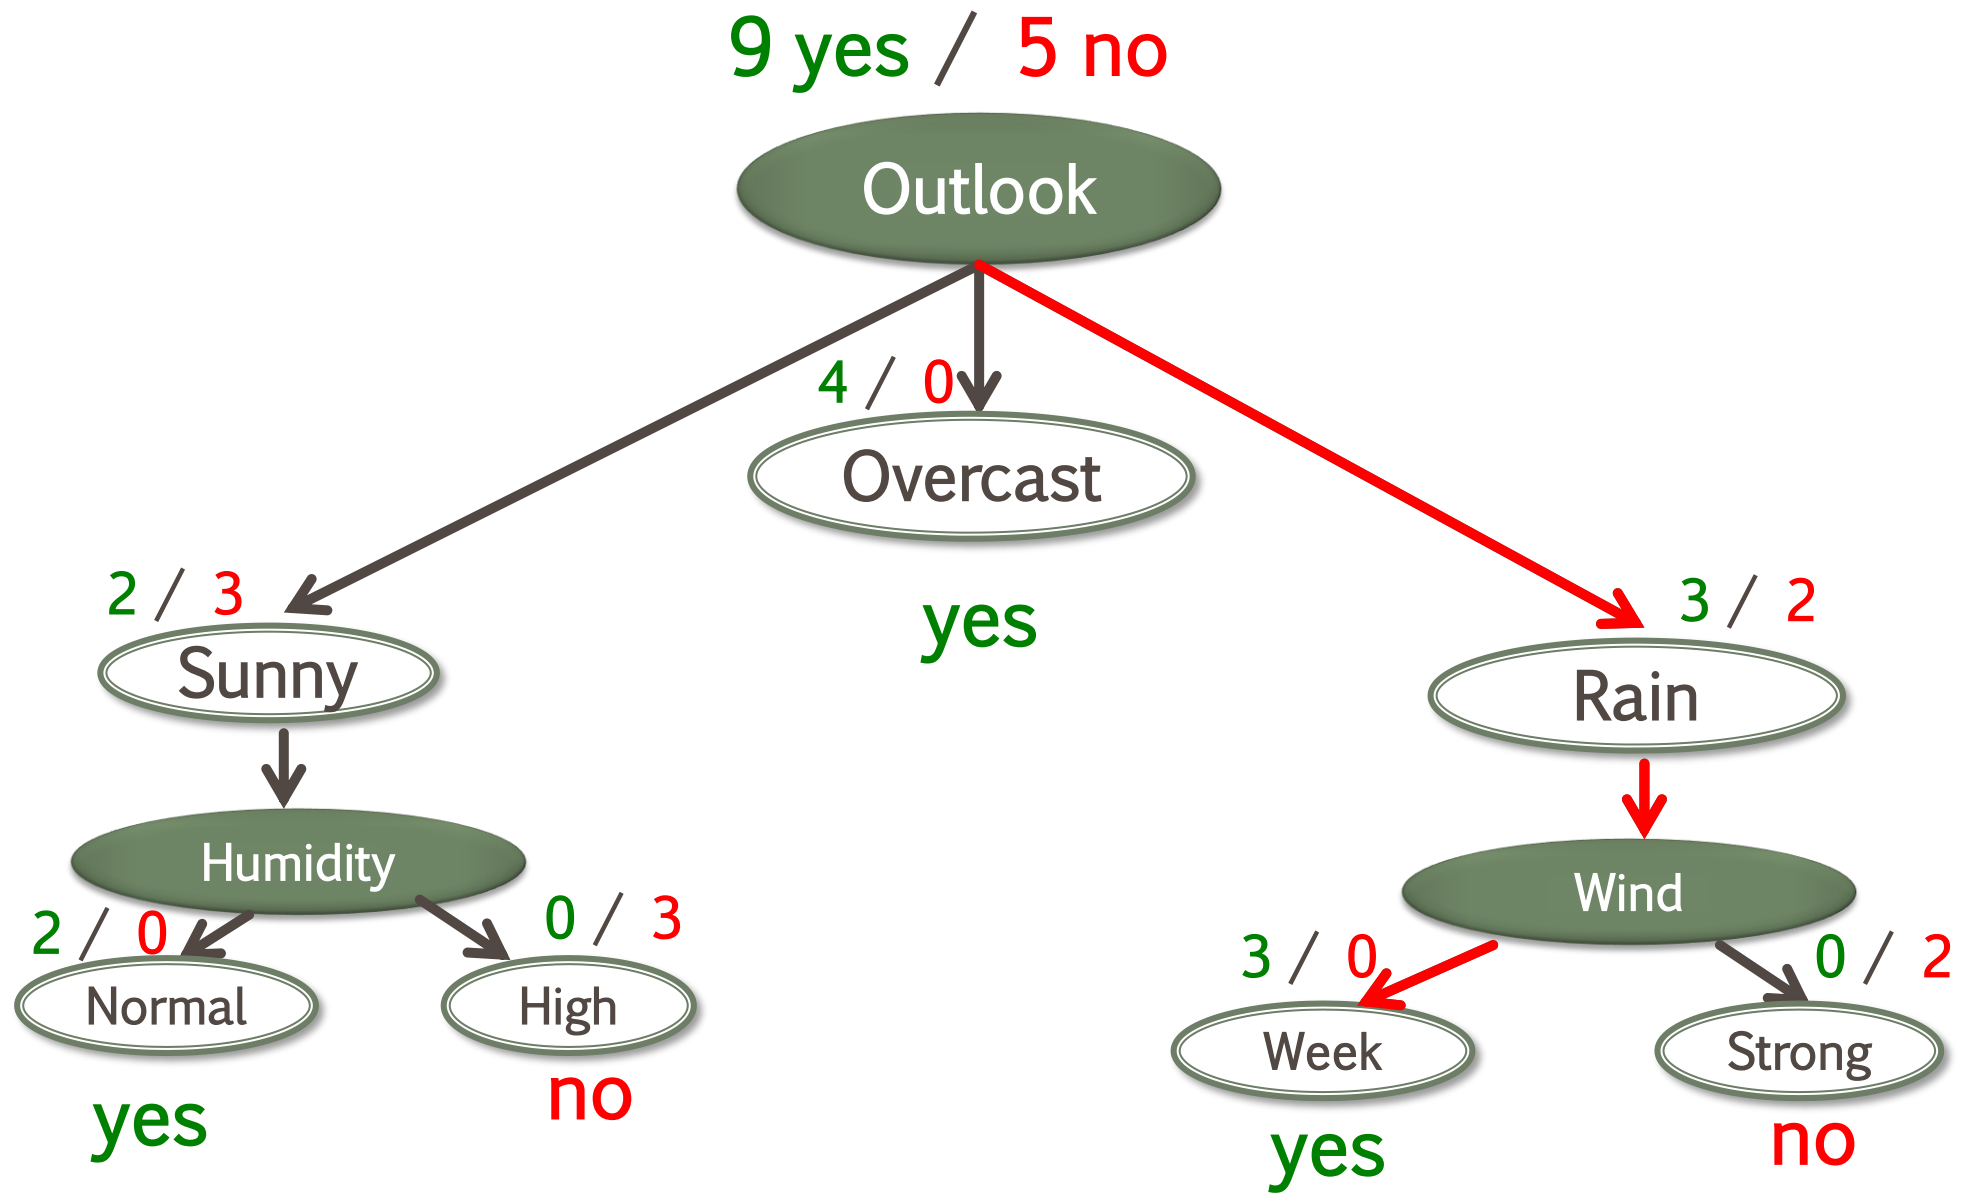 9 yes / 5 no
Outlook
4 / 0
Overcast
yes
2 / 3
Sunny
3 / 2
Rain
Humidity
Wind
2 / 0
0 / 3
Normal
High
yes
no
3 / 0
0 / 2
Week
Strong
yes
no